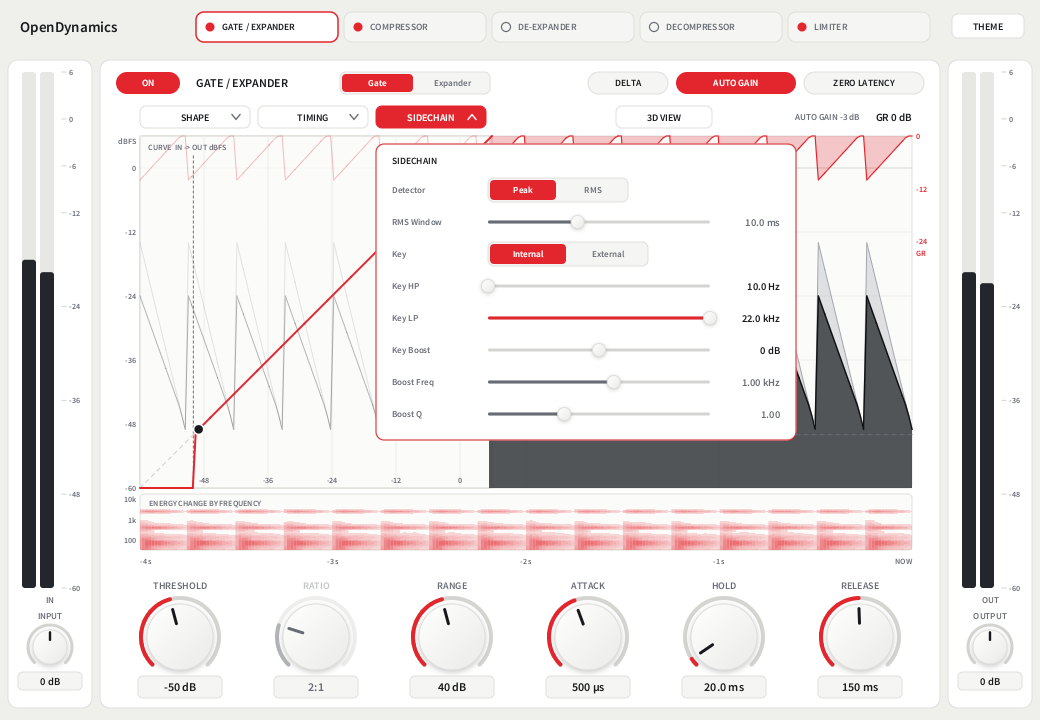 OpenDynamics
GATE / EXPANDER
COMPRESSOR
DE-EXPANDER
DECOMPRESSOR
LIMITER
THEME
ON
GATE / EXPANDER
Gate
Expander
DELTA
AUTO GAIN
ZERO LATENCY
SHAPE
TIMING
SIDECHAIN
3D VIEW
AUTO GAIN -3 dB
GR 0 dB
dBFS
CURVE IN -> OUT dBFS
0
-12
-24
-36
-48
-60
-48
-36
-24
-12
0
0
-12
-24
GR
SIDECHAIN
Detector
Peak
RMS
RMS Window
10.0 ms
Key
Internal
External
Key HP
10.0 Hz
Key LP
22.0 kHz
Key Boost
0 dB
Boost Freq
1.00 kHz
Boost Q
1.00
10k
1k
100
ENERGY CHANGE BY FREQUENCY
-4s
-3s
-2s
-1s
NOW
THRESHOLD
-50 dB
RATIO
2:1
RANGE
40 dB
ATTACK
500 µs
HOLD
20.0 ms
RELEASE
150 ms
6
0
-6
-12
-24
-36
-48
-60
IN
INPUT
0 dB
6
0
-6
-12
-24
-36
-48
-60
OUT
OUTPUT
0 dB